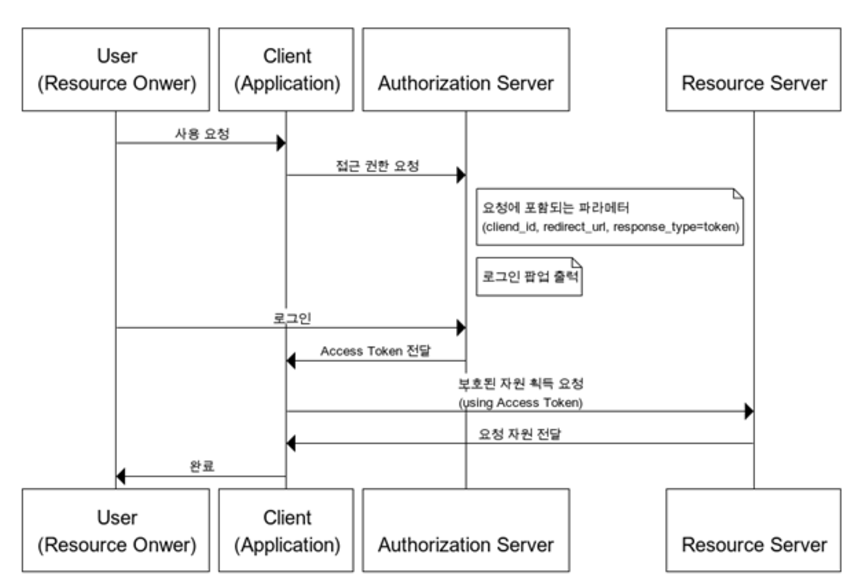 User
(Resource Onwer)
Client
(Application)
Authorization Server
Resource Server
사용 요청
접근 권한 요청
요청에 포함되는 파라메터
(cliend_id, redirect_url, response_type=token)
로그인 팝업 출력
로그인
Access Token 전달
보호된 자원 획득 요청
(using Access Token)
요청 자원 전달
완료
User
(Resource Onwer)
Client
(Application)
Authorization Server
Resource Server